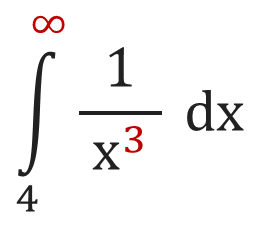 ∫₄^∞ 1/x³ dx